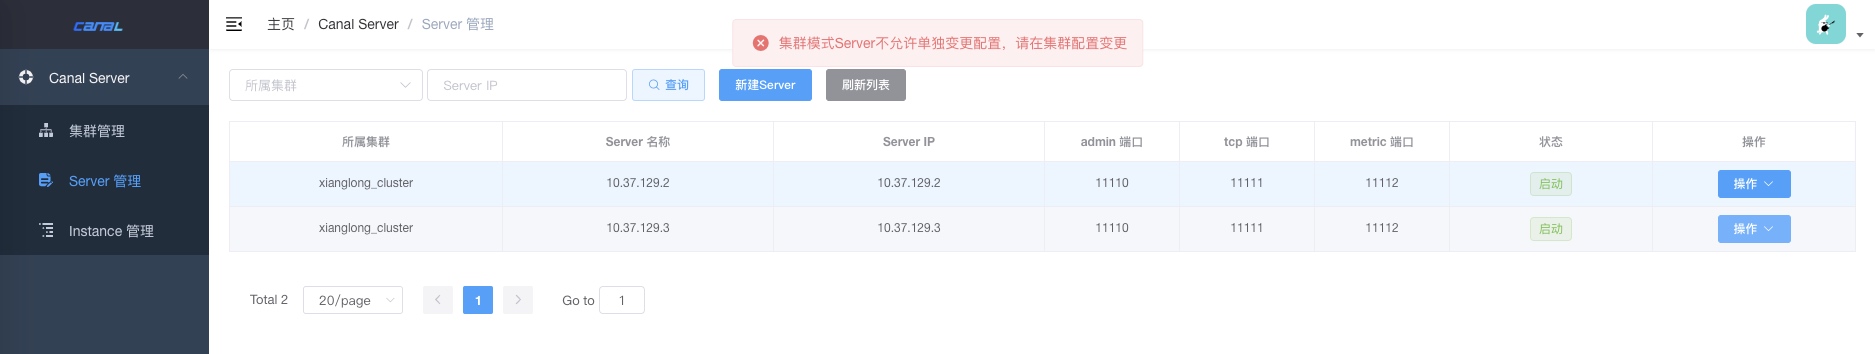 CANAL
主页 / Canal Server / Server 管理
集群模式Server不允许单独变更配置，请在集群配置变更
Canal Server
集群管理
Server 管理
Instance 管理
所属集群 Server IP 查询 新建Server 刷新列表
所属集群 Server 名称 Server IP admin 端口 tcp 端口 metric 端口 状态 操作
xianglong_cluster 10.37.129.2 10.37.129.2 11110 11111 11112 启动 操作
xianglong_cluster 10.37.129.3 10.37.129.3 11110 11111 11112 启动 操作
Total 2 20/page 1 Go to 1